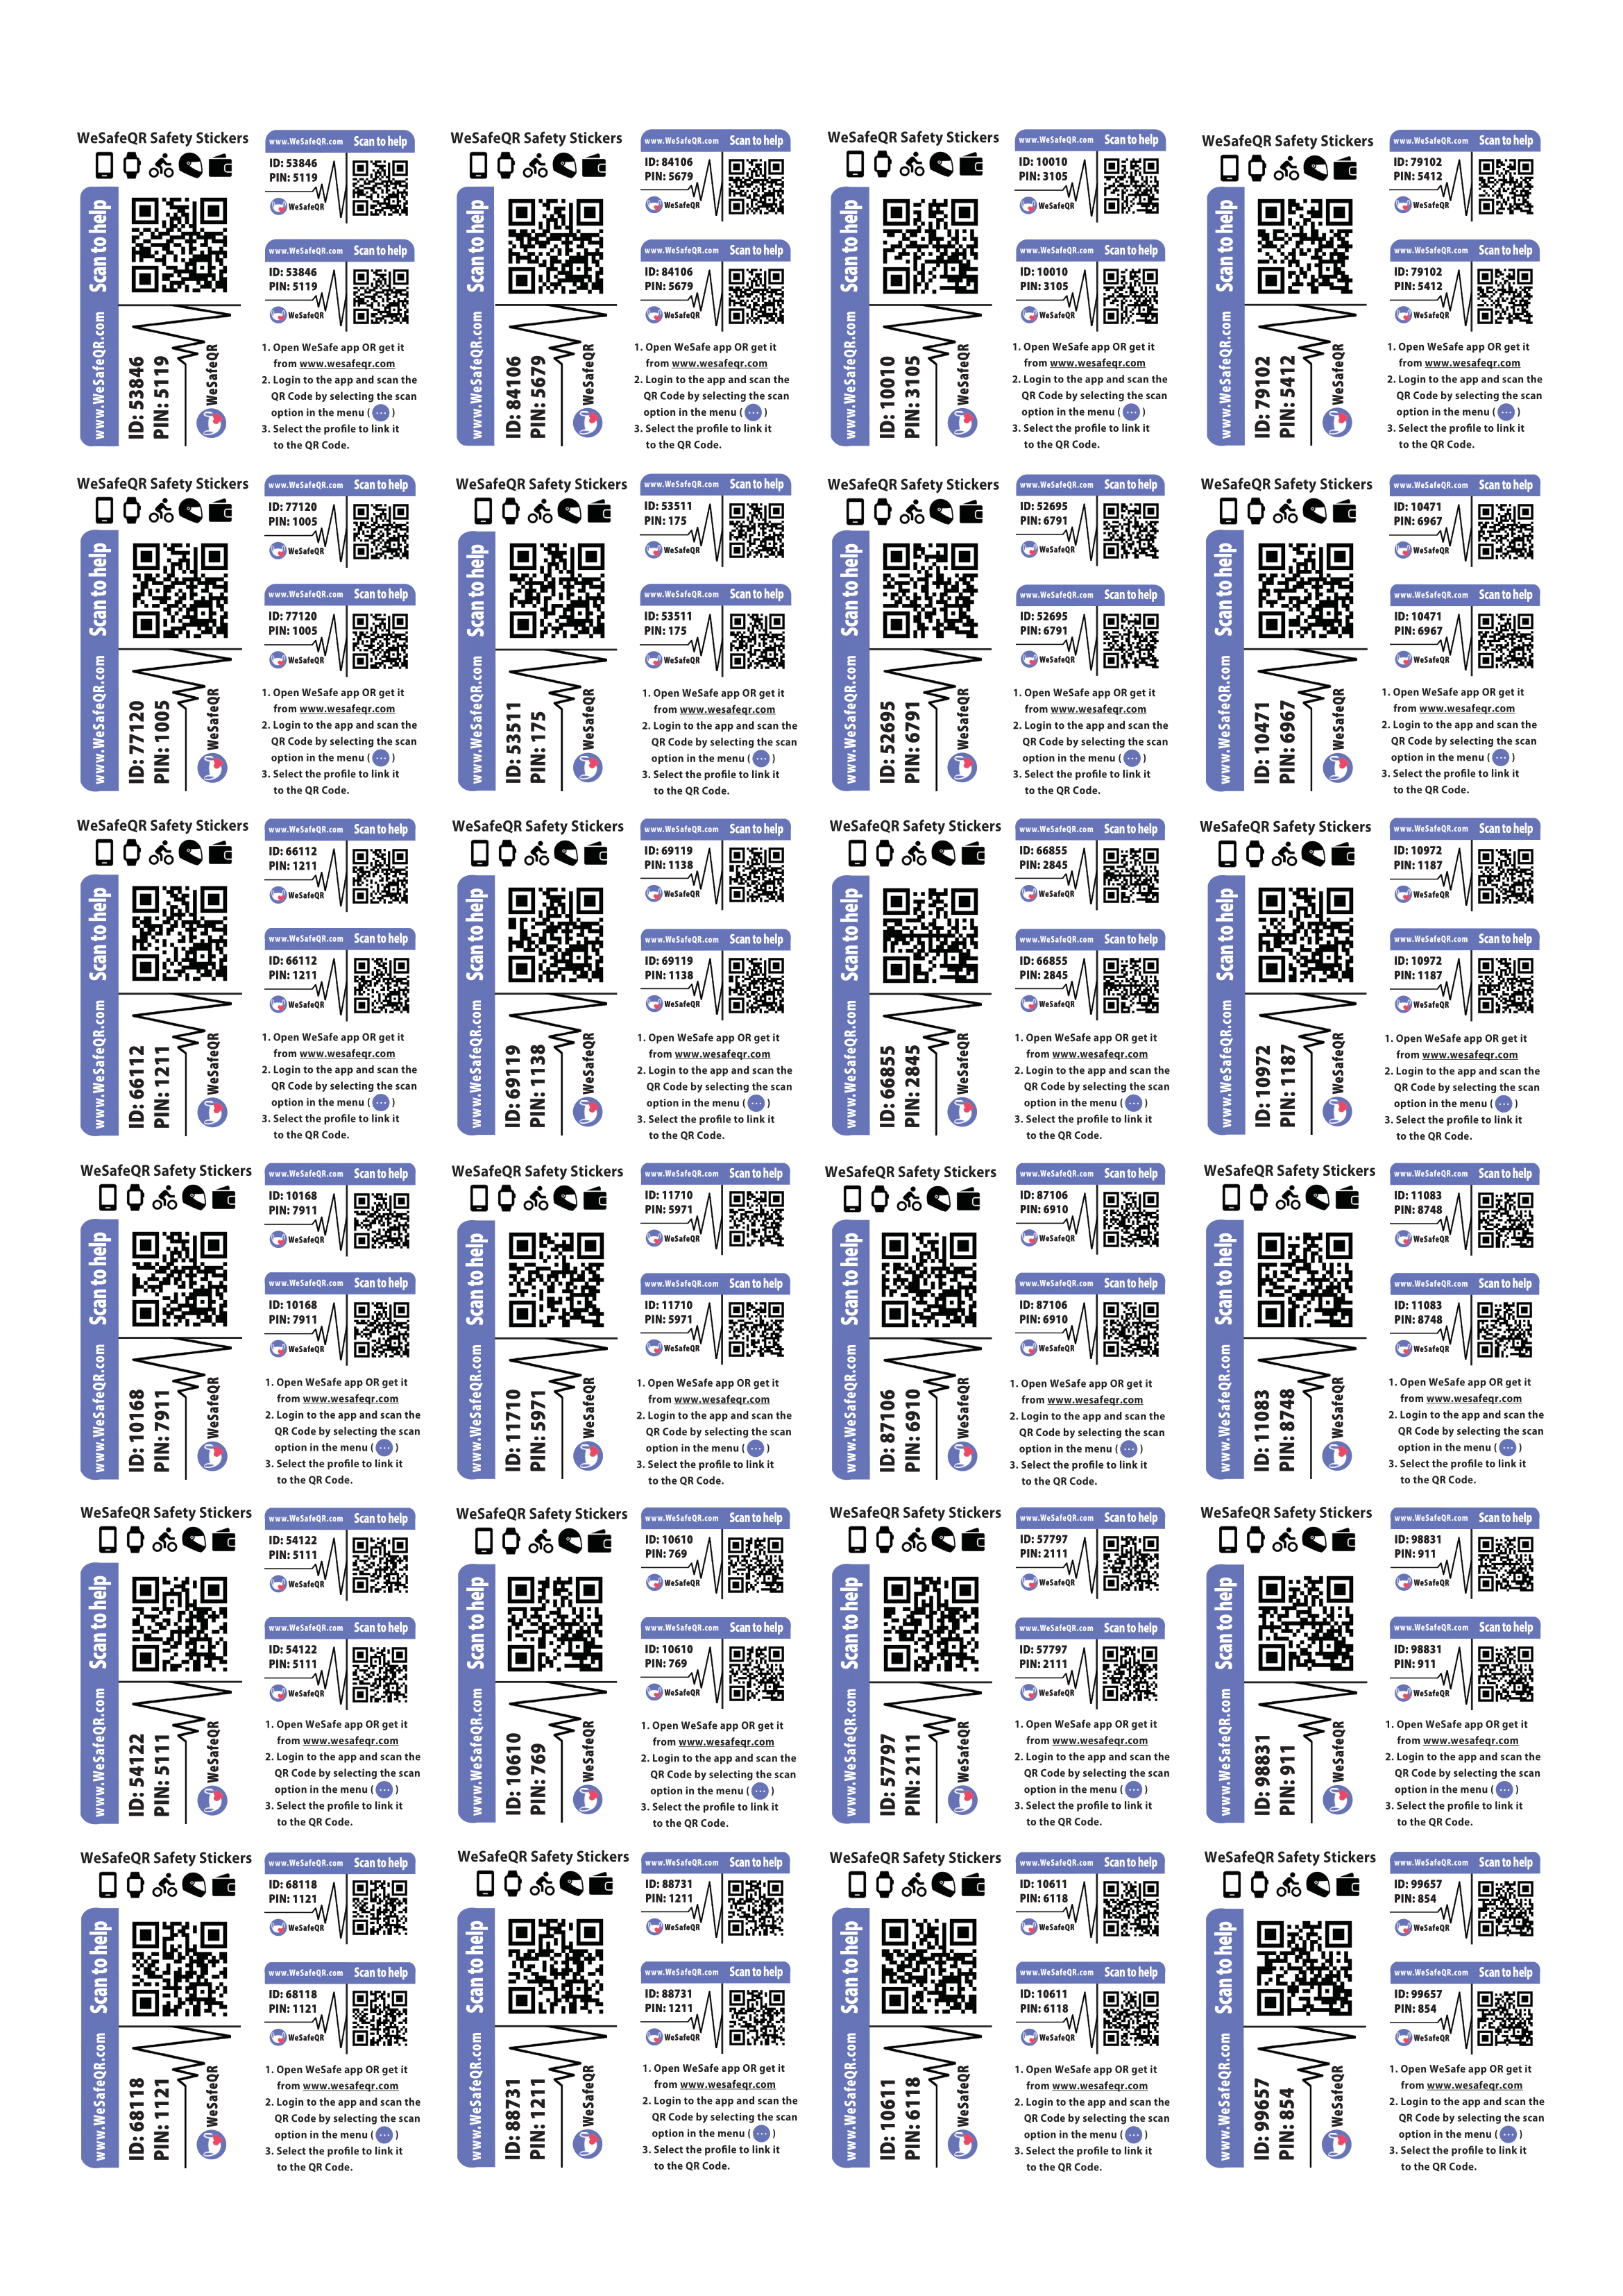 WeSafeQR Safety Stickers
www.WeSafeQR.com Scan to help
ID: 53846
PIN: 5119
WeSafeQR
www.WeSafeQR.com Scan to help
ID: 53846
PIN: 5119
WeSafeQR
www.WeSafeQR.com Scan to help
ID: 53846
PIN: 5119
WeSafeQR
1. Open WeSafe app OR get it
from www.wesafeqr.com
2. Login to the app and scan the
QR Code by selecting the scan
option in the menu (···)
3. Select the profile to link it
to the QR Code.
WeSafeQR Safety Stickers
www.WeSafeQR.com Scan to help
ID: 84106
PIN: 5679
WeSafeQR
www.WeSafeQR.com Scan to help
ID: 84106
PIN: 5679
WeSafeQR
www.WeSafeQR.com Scan to help
ID: 84106
PIN: 5679
WeSafeQR
1. Open WeSafe app OR get it
from www.wesafeqr.com
2. Login to the app and scan the
QR Code by selecting the scan
option in the menu (···)
3. Select the profile to link it
to the QR Code.
WeSafeQR Safety Stickers
www.WeSafeQR.com Scan to help
ID: 10010
PIN: 3105
WeSafeQR
www.WeSafeQR.com Scan to help
ID: 10010
PIN: 3105
WeSafeQR
www.WeSafeQR.com Scan to help
ID: 10010
PIN: 3105
WeSafeQR
1. Open WeSafe app OR get it
from www.wesafeqr.com
2. Login to the app and scan the
QR Code by selecting the scan
option in the menu (···)
3. Select the profile to link it
to the QR Code.
WeSafeQR Safety Stickers
www.WeSafeQR.com Scan to help
ID: 79102
PIN: 5412
WeSafeQR
www.WeSafeQR.com Scan to help
ID: 79102
PIN: 5412
WeSafeQR
www.WeSafeQR.com Scan to help
ID: 79102
PIN: 5412
WeSafeQR
1. Open WeSafe app OR get it
from www.wesafeqr.com
2. Login to the app and scan the
QR Code by selecting the scan
option in the menu (···)
3. Select the profile to link it
to the QR Code.
WeSafeQR Safety Stickers
www.WeSafeQR.com Scan to help
ID: 77120
PIN: 1005
WeSafeQR
www.WeSafeQR.com Scan to help
ID: 77120
PIN: 1005
WeSafeQR
www.WeSafeQR.com Scan to help
ID: 77120
PIN: 1005
WeSafeQR
1. Open WeSafe app OR get it
from www.wesafeqr.com
2. Login to the app and scan the
QR Code by selecting the scan
option in the menu (···)
3. Select the profile to link it
to the QR Code.
WeSafeQR Safety Stickers
www.WeSafeQR.com Scan to help
ID: 53511
PIN: 175
WeSafeQR
www.WeSafeQR.com Scan to help
ID: 53511
PIN: 175
WeSafeQR
www.WeSafeQR.com Scan to help
ID: 53511
PIN: 175
WeSafeQR
1. Open WeSafe app OR get it
from www.wesafeqr.com
2. Login to the app and scan the
QR Code by selecting the scan
option in the menu (···)
3. Select the profile to link it
to the QR Code.
WeSafeQR Safety Stickers
www.WeSafeQR.com Scan to help
ID: 52695
PIN: 6791
WeSafeQR
www.WeSafeQR.com Scan to help
ID: 52695
PIN: 6791
WeSafeQR
www.WeSafeQR.com Scan to help
ID: 52695
PIN: 6791
WeSafeQR
1. Open WeSafe app OR get it
from www.wesafeqr.com
2. Login to the app and scan the
QR Code by selecting the scan
option in the menu (···)
3. Select the profile to link it
to the QR Code.
WeSafeQR Safety Stickers
www.WeSafeQR.com Scan to help
ID: 10471
PIN: 6967
WeSafeQR
www.WeSafeQR.com Scan to help
ID: 10471
PIN: 6967
WeSafeQR
www.WeSafeQR.com Scan to help
ID: 10471
PIN: 6967
WeSafeQR
1. Open WeSafe app OR get it
from www.wesafeqr.com
2. Login to the app and scan the
QR Code by selecting the scan
option in the menu (···)
3. Select the profile to link it
to the QR Code.
WeSafeQR Safety Stickers
www.WeSafeQR.com Scan to help
ID: 66112
PIN: 1211
WeSafeQR
www.WeSafeQR.com Scan to help
ID: 66112
PIN: 1211
WeSafeQR
www.WeSafeQR.com Scan to help
ID: 66112
PIN: 1211
WeSafeQR
1. Open WeSafe app OR get it
from www.wesafeqr.com
2. Login to the app and scan the
QR Code by selecting the scan
option in the menu (···)
3. Select the profile to link it
to the QR Code.
WeSafeQR Safety Stickers
www.WeSafeQR.com Scan to help
ID: 69119
PIN: 1138
WeSafeQR
www.WeSafeQR.com Scan to help
ID: 69119
PIN: 1138
WeSafeQR
www.WeSafeQR.com Scan to help
ID: 69119
PIN: 1138
WeSafeQR
1. Open WeSafe app OR get it
from www.wesafeqr.com
2. Login to the app and scan the
QR Code by selecting the scan
option in the menu (···)
3. Select the profile to link it
to the QR Code.
WeSafeQR Safety Stickers
www.WeSafeQR.com Scan to help
ID: 66855
PIN: 2845
WeSafeQR
www.WeSafeQR.com Scan to help
ID: 66855
PIN: 2845
WeSafeQR
www.WeSafeQR.com Scan to help
ID: 66855
PIN: 2845
WeSafeQR
1. Open WeSafe app OR get it
from www.wesafeqr.com
2. Login to the app and scan the
QR Code by selecting the scan
option in the menu (···)
3. Select the profile to link it
to the QR Code.
WeSafeQR Safety Stickers
www.WeSafeQR.com Scan to help
ID: 10972
PIN: 1187
WeSafeQR
www.WeSafeQR.com Scan to help
ID: 10972
PIN: 1187
WeSafeQR
www.WeSafeQR.com Scan to help
ID: 10972
PIN: 1187
WeSafeQR
1. Open WeSafe app OR get it
from www.wesafeqr.com
2. Login to the app and scan the
QR Code by selecting the scan
option in the menu (···)
3. Select the profile to link it
to the QR Code.
WeSafeQR Safety Stickers
www.WeSafeQR.com Scan to help
ID: 10168
PIN: 7911
WeSafeQR
www.WeSafeQR.com Scan to help
ID: 10168
PIN: 7911
WeSafeQR
www.WeSafeQR.com Scan to help
ID: 10168
PIN: 7911
WeSafeQR
1. Open WeSafe app OR get it
from www.wesafeqr.com
2. Login to the app and scan the
QR Code by selecting the scan
option in the menu (···)
3. Select the profile to link it
to the QR Code.
WeSafeQR Safety Stickers
www.WeSafeQR.com Scan to help
ID: 11710
PIN: 5971
WeSafeQR
www.WeSafeQR.com Scan to help
ID: 11710
PIN: 5971
WeSafeQR
www.WeSafeQR.com Scan to help
ID: 11710
PIN: 5971
WeSafeQR
1. Open WeSafe app OR get it
from www.wesafeqr.com
2. Login to the app and scan the
QR Code by selecting the scan
option in the menu (···)
3. Select the profile to link it
to the QR Code.
WeSafeQR Safety Stickers
www.WeSafeQR.com Scan to help
ID: 87106
PIN: 6910
WeSafeQR
www.WeSafeQR.com Scan to help
ID: 87106
PIN: 6910
WeSafeQR
www.WeSafeQR.com Scan to help
ID: 87106
PIN: 6910
WeSafeQR
1. Open WeSafe app OR get it
from www.wesafeqr.com
2. Login to the app and scan the
QR Code by selecting the scan
option in the menu (···)
3. Select the profile to link it
to the QR Code.
WeSafeQR Safety Stickers
www.WeSafeQR.com Scan to help
ID: 11083
PIN: 8748
WeSafeQR
www.WeSafeQR.com Scan to help
ID: 11083
PIN: 8748
WeSafeQR
www.WeSafeQR.com Scan to help
ID: 11083
PIN: 8748
WeSafeQR
1. Open WeSafe app OR get it
from www.wesafeqr.com
2. Login to the app and scan the
QR Code by selecting the scan
option in the menu (···)
3. Select the profile to link it
to the QR Code.
WeSafeQR Safety Stickers
www.WeSafeQR.com Scan to help
ID: 54122
PIN: 5111
WeSafeQR
www.WeSafeQR.com Scan to help
ID: 54122
PIN: 5111
WeSafeQR
www.WeSafeQR.com Scan to help
ID: 54122
PIN: 5111
WeSafeQR
1. Open WeSafe app OR get it
from www.wesafeqr.com
2. Login to the app and scan the
QR Code by selecting the scan
option in the menu (···)
3. Select the profile to link it
to the QR Code.
WeSafeQR Safety Stickers
www.WeSafeQR.com Scan to help
ID: 10610
PIN: 769
WeSafeQR
www.WeSafeQR.com Scan to help
ID: 10610
PIN: 769
WeSafeQR
www.WeSafeQR.com Scan to help
ID: 10610
PIN: 769
WeSafeQR
1. Open WeSafe app OR get it
from www.wesafeqr.com
2. Login to the app and scan the
QR Code by selecting the scan
option in the menu (···)
3. Select the profile to link it
to the QR Code.
WeSafeQR Safety Stickers
www.WeSafeQR.com Scan to help
ID: 57797
PIN: 2111
WeSafeQR
www.WeSafeQR.com Scan to help
ID: 57797
PIN: 2111
WeSafeQR
www.WeSafeQR.com Scan to help
ID: 57797
PIN: 2111
WeSafeQR
1. Open WeSafe app OR get it
from www.wesafeqr.com
2. Login to the app and scan the
QR Code by selecting the scan
option in the menu (···)
3. Select the profile to link it
to the QR Code.
WeSafeQR Safety Stickers
www.WeSafeQR.com Scan to help
ID: 98831
PIN: 911
WeSafeQR
www.WeSafeQR.com Scan to help
ID: 98831
PIN: 911
WeSafeQR
www.WeSafeQR.com Scan to help
ID: 98831
PIN: 911
WeSafeQR
1. Open WeSafe app OR get it
from www.wesafeqr.com
2. Login to the app and scan the
QR Code by selecting the scan
option in the menu (···)
3. Select the profile to link it
to the QR Code.
WeSafeQR Safety Stickers
www.WeSafeQR.com Scan to help
ID: 68118
PIN: 1121
WeSafeQR
www.WeSafeQR.com Scan to help
ID: 68118
PIN: 1121
WeSafeQR
www.WeSafeQR.com Scan to help
ID: 68118
PIN: 1121
WeSafeQR
1. Open WeSafe app OR get it
from www.wesafeqr.com
2. Login to the app and scan the
QR Code by selecting the scan
option in the menu (···)
3. Select the profile to link it
to the QR Code.
WeSafeQR Safety Stickers
www.WeSafeQR.com Scan to help
ID: 88731
PIN: 1211
WeSafeQR
www.WeSafeQR.com Scan to help
ID: 88731
PIN: 1211
WeSafeQR
www.WeSafeQR.com Scan to help
ID: 88731
PIN: 1211
WeSafeQR
1. Open WeSafe app OR get it
from www.wesafeqr.com
2. Login to the app and scan the
QR Code by selecting the scan
option in the menu (···)
3. Select the profile to link it
to the QR Code.
WeSafeQR Safety Stickers
www.WeSafeQR.com Scan to help
ID: 10611
PIN: 6118
WeSafeQR
www.WeSafeQR.com Scan to help
ID: 10611
PIN: 6118
WeSafeQR
www.WeSafeQR.com Scan to help
ID: 10611
PIN: 6118
WeSafeQR
1. Open WeSafe app OR get it
from www.wesafeqr.com
2. Login to the app and scan the
QR Code by selecting the scan
option in the menu (···)
3. Select the profile to link it
to the QR Code.
WeSafeQR Safety Stickers
www.WeSafeQR.com Scan to help
ID: 99657
PIN: 854
WeSafeQR
www.WeSafeQR.com Scan to help
ID: 99657
PIN: 854
WeSafeQR
www.WeSafeQR.com Scan to help
ID: 99657
PIN: 854
WeSafeQR
1. Open WeSafe app OR get it
from www.wesafeqr.com
2. Login to the app and scan the
QR Code by selecting the scan
option in the menu (···)
3. Select the profile to link it
to the QR Code.